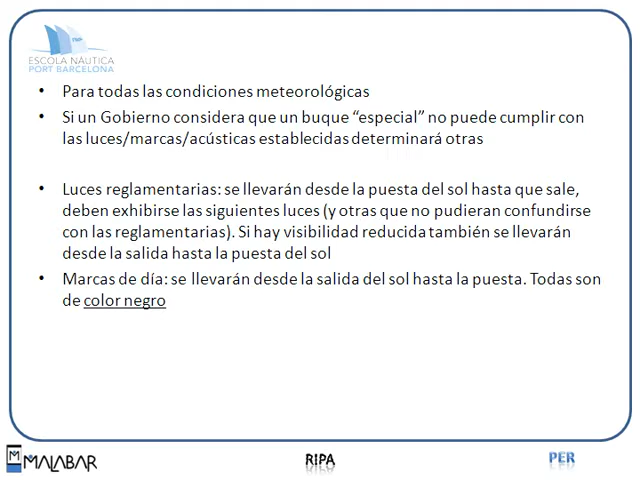 ESCOLA NÀUTICA
PORT BARCELONA
• Para todas las condiciones meteorológicas
• Si un Gobierno considera que un buque “especial” no puede cumplir con
las luces/marcas/acústicas establecidas determinará otras
• Luces reglamentarias: se llevarán desde la puesta del sol hasta que sale,
deben exhibirse las siguientes luces (y otras que no pudieran confundirse
con las reglamentarias). Si hay visibilidad reducida también se llevarán
desde la salida hasta la puesta del sol
• Marcas de día: se llevarán desde la salida del sol hasta la puesta. Todas son
de color negro
MALABAR
RIPA
PER